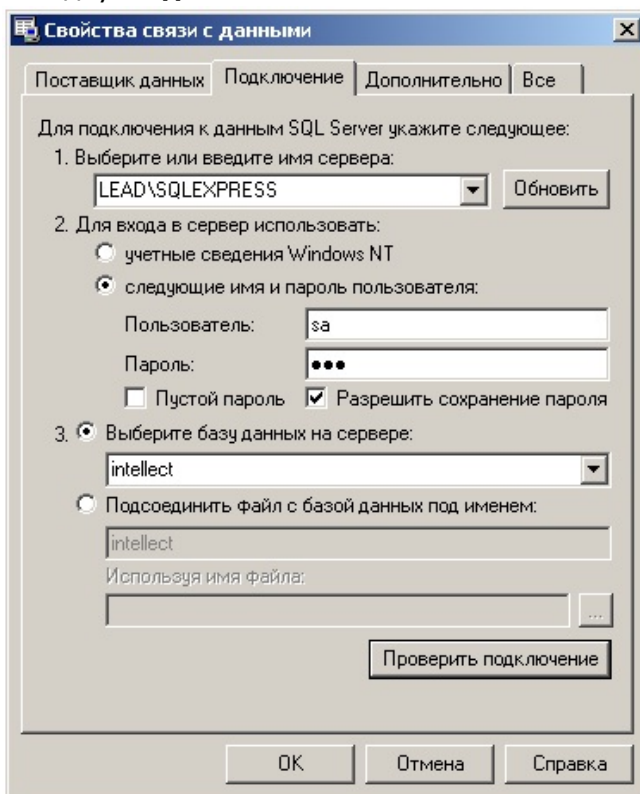 Свойства связи с данными
Поставщик данных Подключение Дополнительно Все
Для подключения к данным SQL Server укажите следующее:
1. Выберите или введите имя сервера:
LEAD\SQLEXPRESS Обновить
2. Для входа в сервер использовать:
учетные сведения Windows NT
следующие имя и пароль пользователя:
Пользователь: sa
Пароль: ●●●
Пустой пароль Разрешить сохранение пароля
3. Выберите базу данных на сервере:
intellect
Подсоединить файл с базой данных под именем:
intellect
Используя имя файла:
...
Проверить подключение
OK Отмена Справка